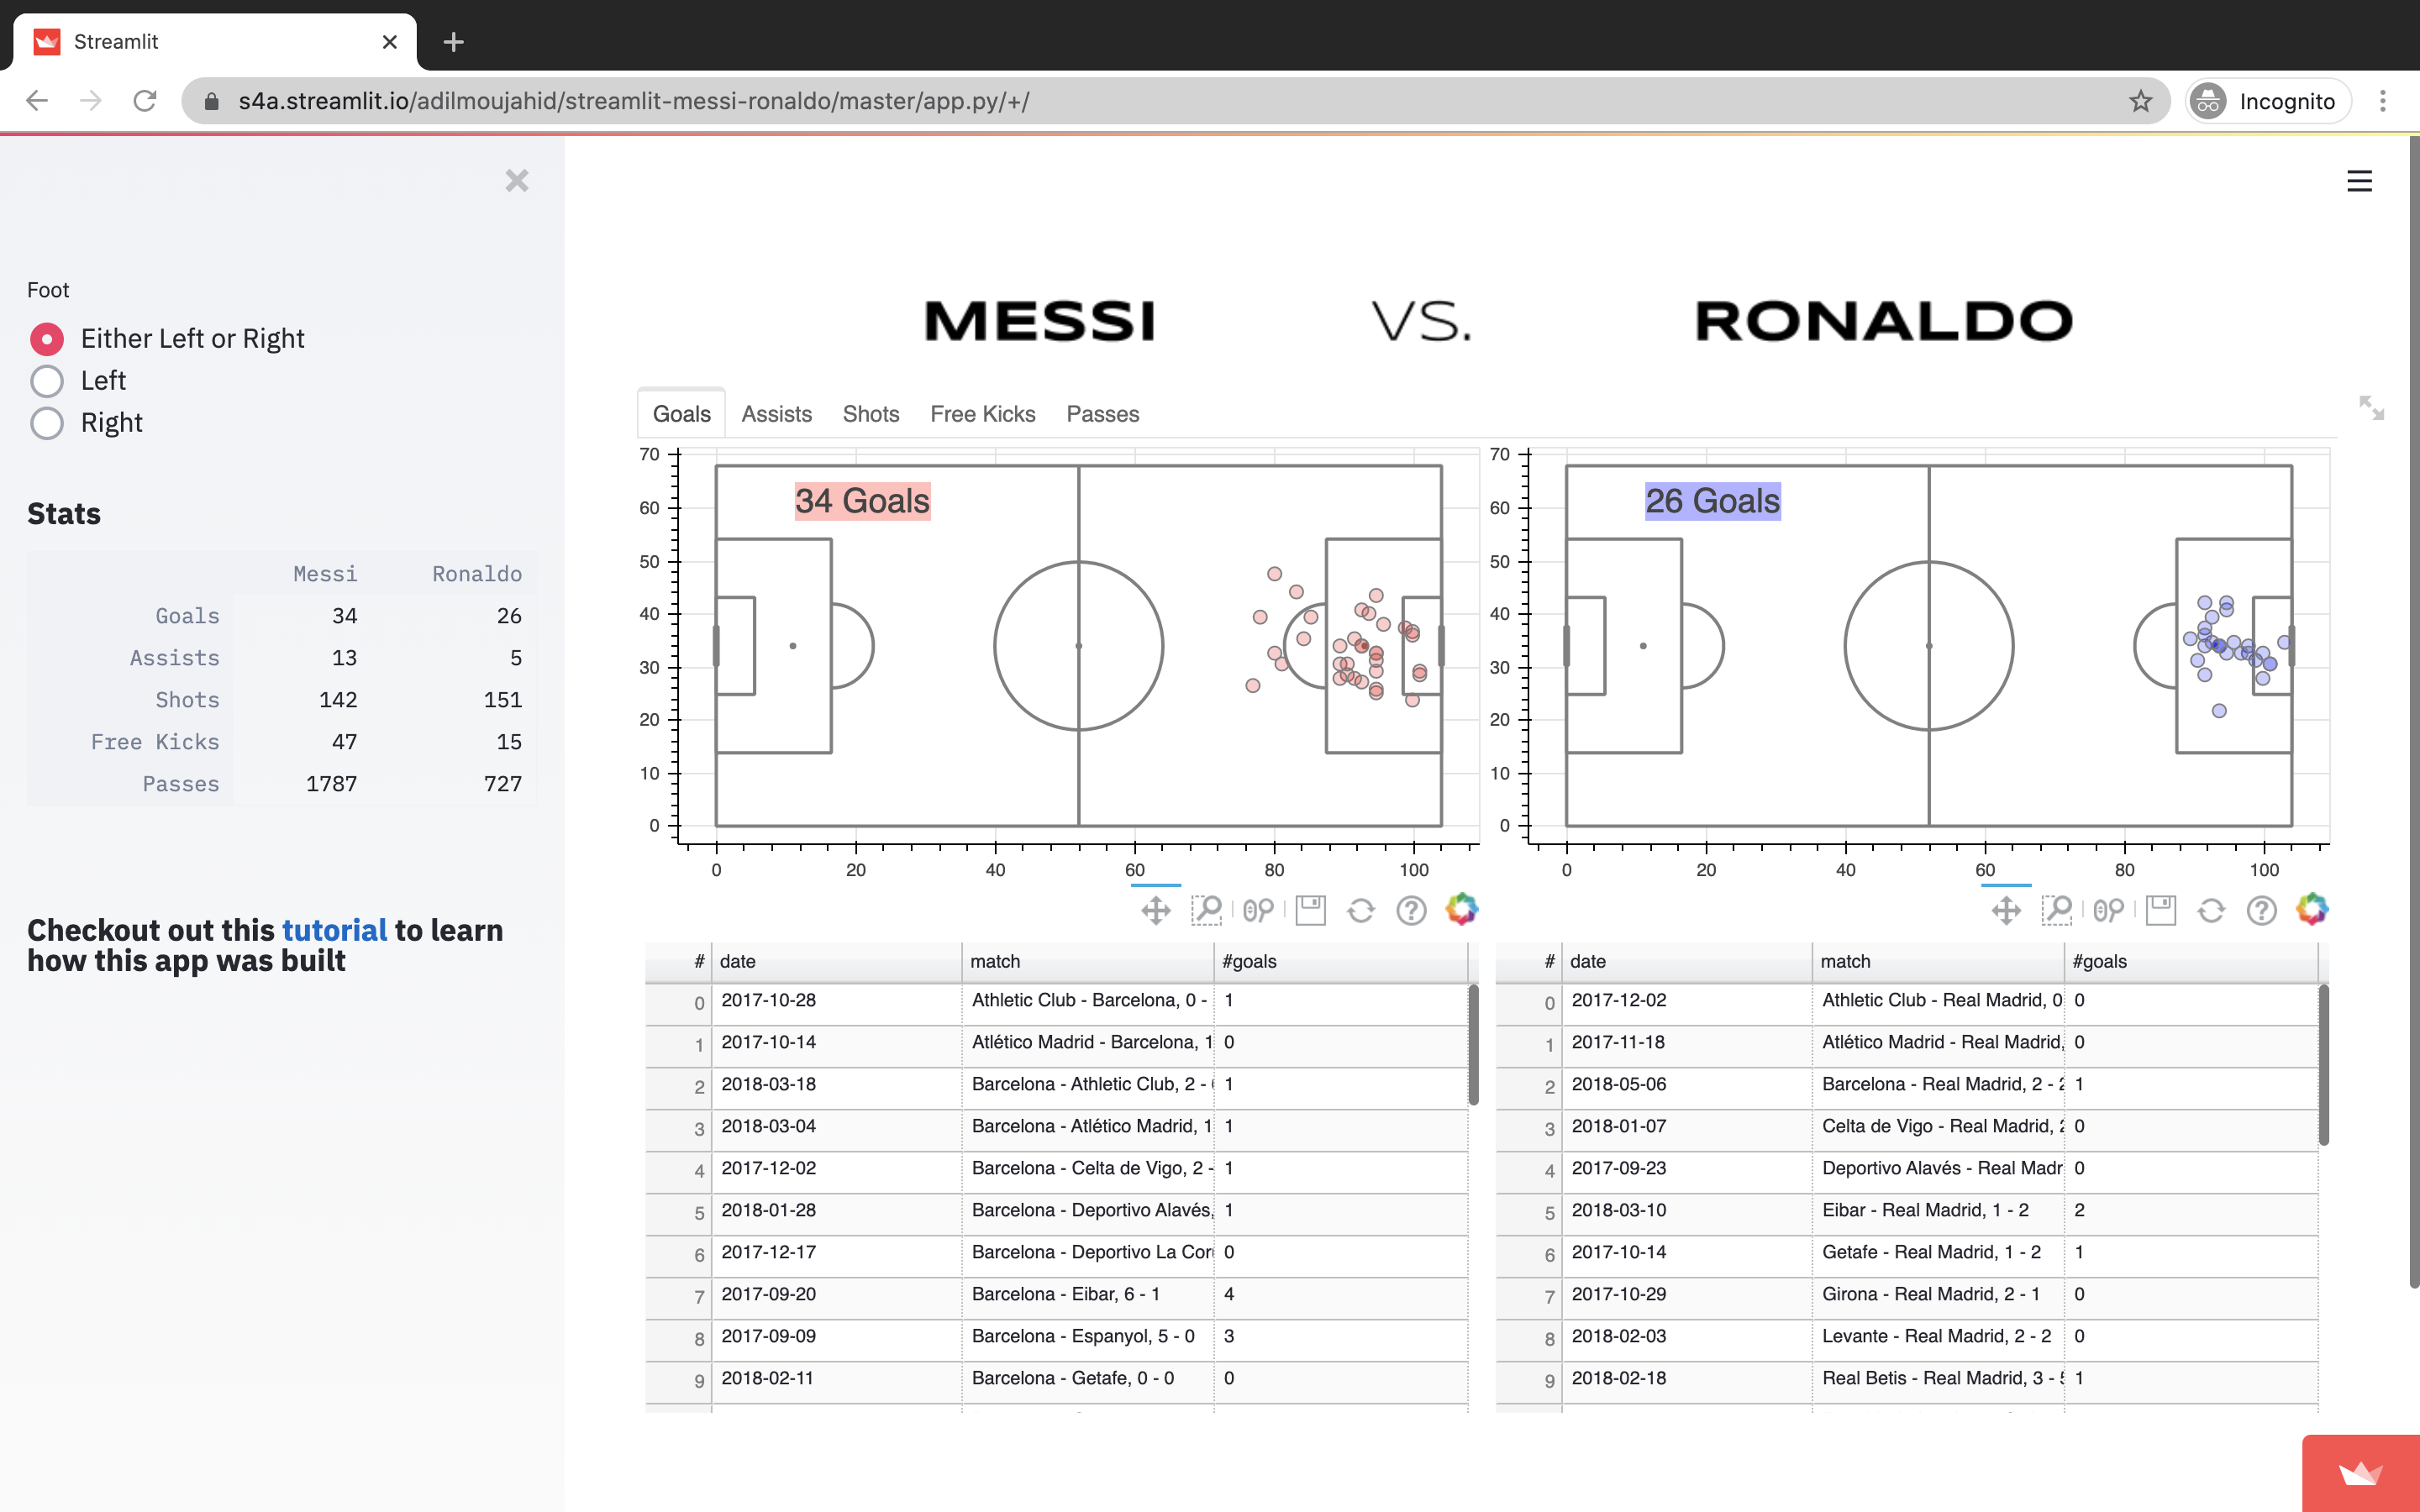 Streamlit
s4a.streamlit.io/adilmoujahid/streamlit-messi-ronaldo/master/app.py/+/
Incognito
Foot
Either Left or Right
Left
Right
Stats
Messi Ronaldo
Goals 34 26
Assists 13 5
Shots 142 151
Free Kicks 47 15
Passes 1787 727
Checkout out this tutorial to learn
how this app was built
MESSI VS. RONALDO
Goals Assists Shots Free Kicks Passes
34 Goals
70
60
50
40
30
20
10
0
0 20 40 60 80 100
26 Goals
70
60
50
40
30
20
10
0
0 20 40 60 80 100
# date match #goals
0 2017-10-28 Athletic Club - Barcelona, 0 - 1
1 2017-10-14 Atlético Madrid - Barcelona, 1 0
2 2018-03-18 Barcelona - Athletic Club, 2 - 1
3 2018-03-04 Barcelona - Atlético Madrid, 1 1
4 2017-12-02 Barcelona - Celta de Vigo, 2 - 1
5 2018-01-28 Barcelona - Deportivo Alavés, 1
6 2017-12-17 Barcelona - Deportivo La Cor 0
7 2017-09-20 Barcelona - Eibar, 6 - 1 4
8 2017-09-09 Barcelona - Espanyol, 5 - 0 3
9 2018-02-11 Barcelona - Getafe, 0 - 0 0
# date match #goals
0 2017-12-02 Athletic Club - Real Madrid, 0 0
1 2017-11-18 Atlético Madrid - Real Madrid, 0
2 2018-05-06 Barcelona - Real Madrid, 2 - 2 1
3 2018-01-07 Celta de Vigo - Real Madrid, 2 0
4 2017-09-23 Deportivo Alavés - Real Madr 0
5 2018-03-10 Eibar - Real Madrid, 1 - 2 2
6 2017-10-14 Getafe - Real Madrid, 1 - 2 1
7 2017-10-29 Girona - Real Madrid, 2 - 1 0
8 2018-02-03 Levante - Real Madrid, 2 - 2 0
9 2018-02-18 Real Betis - Real Madrid, 3 - 5 1